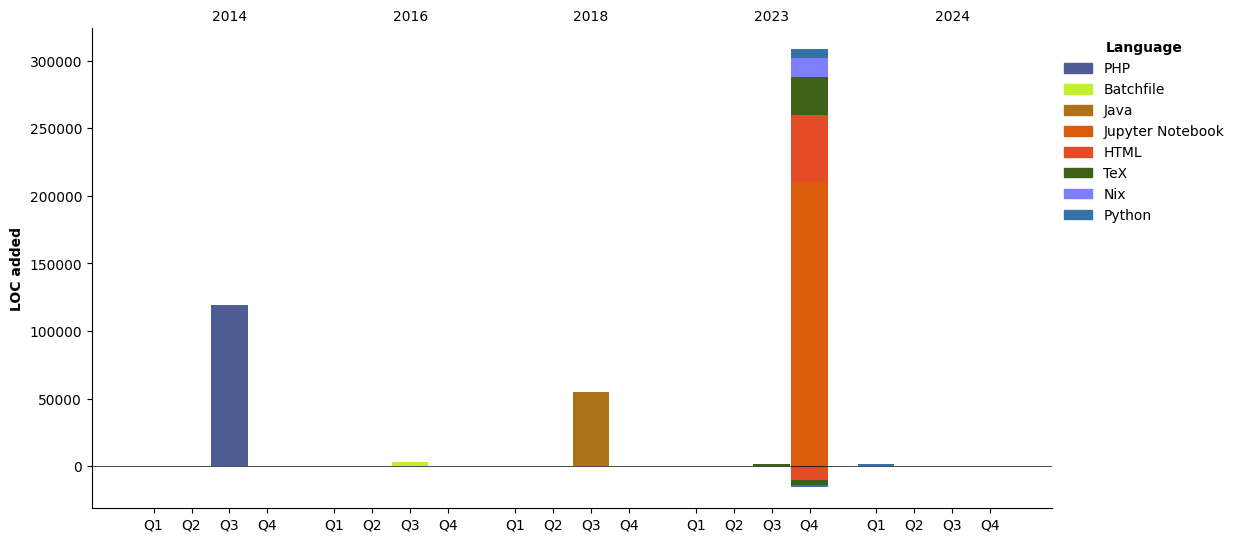 2014 2016 2018 2023 2024
Language
PHP
Batchfile
Java
Jupyter Notebook
HTML
TeX
Nix
Python
LOC added
300000
250000
200000
150000
100000
50000
0
Q1 Q2 Q3 Q4 Q1 Q2 Q3 Q4 Q1 Q2 Q3 Q4 Q1 Q2 Q3 Q4 Q1 Q2 Q3 Q4